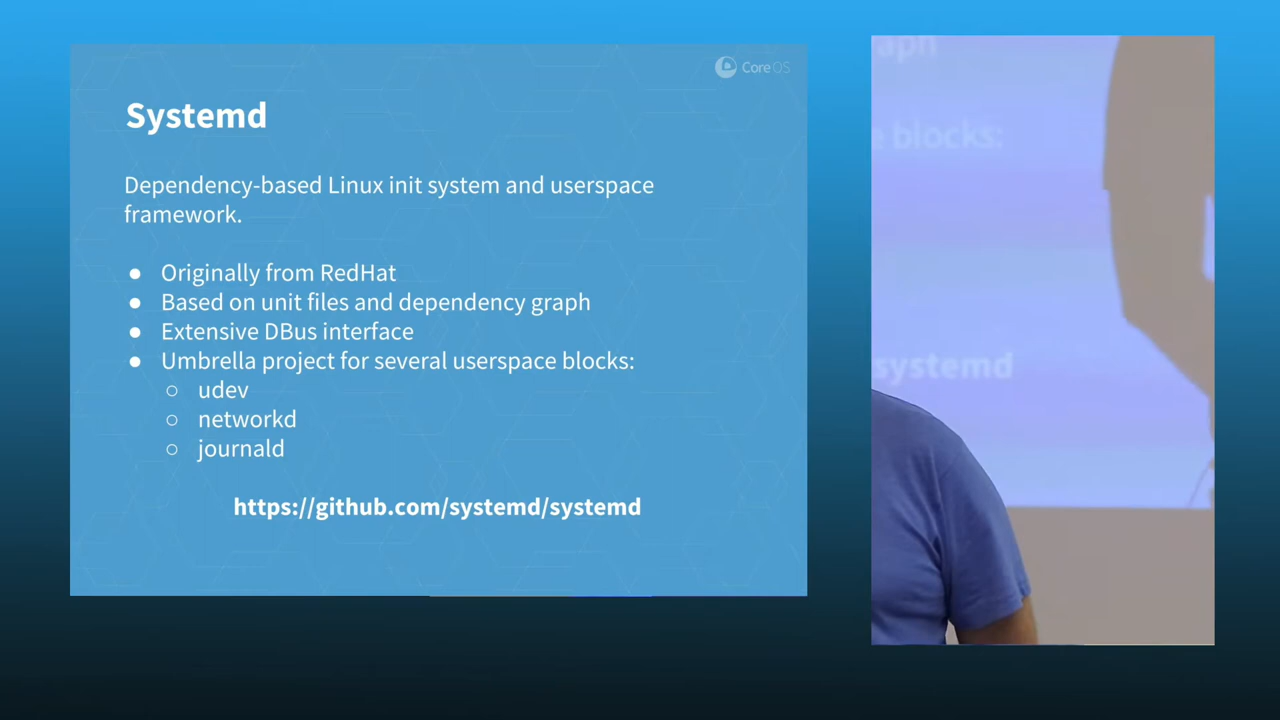 CoreOS
Systemd
Dependency-based Linux init system and userspace
framework.
● Originally from RedHat
● Based on unit files and dependency graph
● Extensive DBus interface
● Umbrella project for several userspace blocks:
○ udev
○ networkd
○ journald
https://github.com/systemd/systemd
aph
e blocks:
systemd